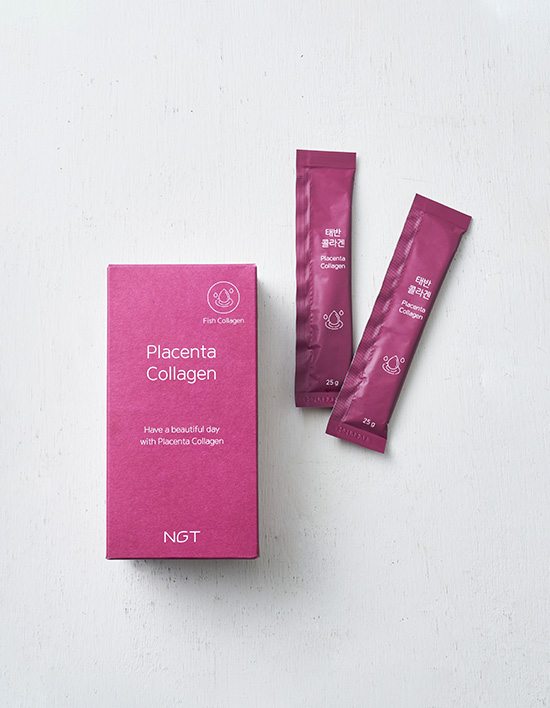 Fish Collagen
Placenta
Collagen
Have a beautiful day
with Placenta Collagen
NGT
태반
콜라겐
Placenta
Collagen
25 g
태반
콜라겐
Placenta
Collagen
25 g